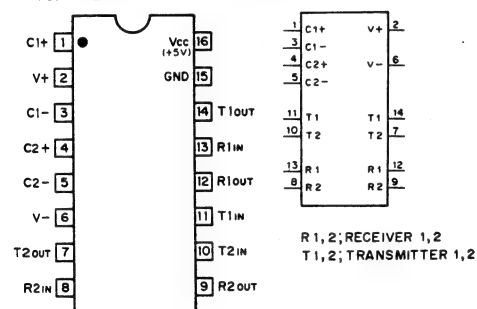 C1+ 1 Vcc 16
(+5V)
V+ 2 GND 15
C1- 3 14 T1OUT
C2+ 4 13 R1IN
C2- 5 12 R1OUT
V- 6 11 T1IN
T2OUT 7 10 T2IN
R2IN 8 9 R2OUT
1 C1+ V+ 2
3 C1-
4 C2+ V- 6
5 C2-
11 T1 T1 14
10 T2 T2 7
13 R1 R1 12
8 R2 R2 9
R1,2; RECEIVER 1,2
T1,2; TRANSMITTER 1,2